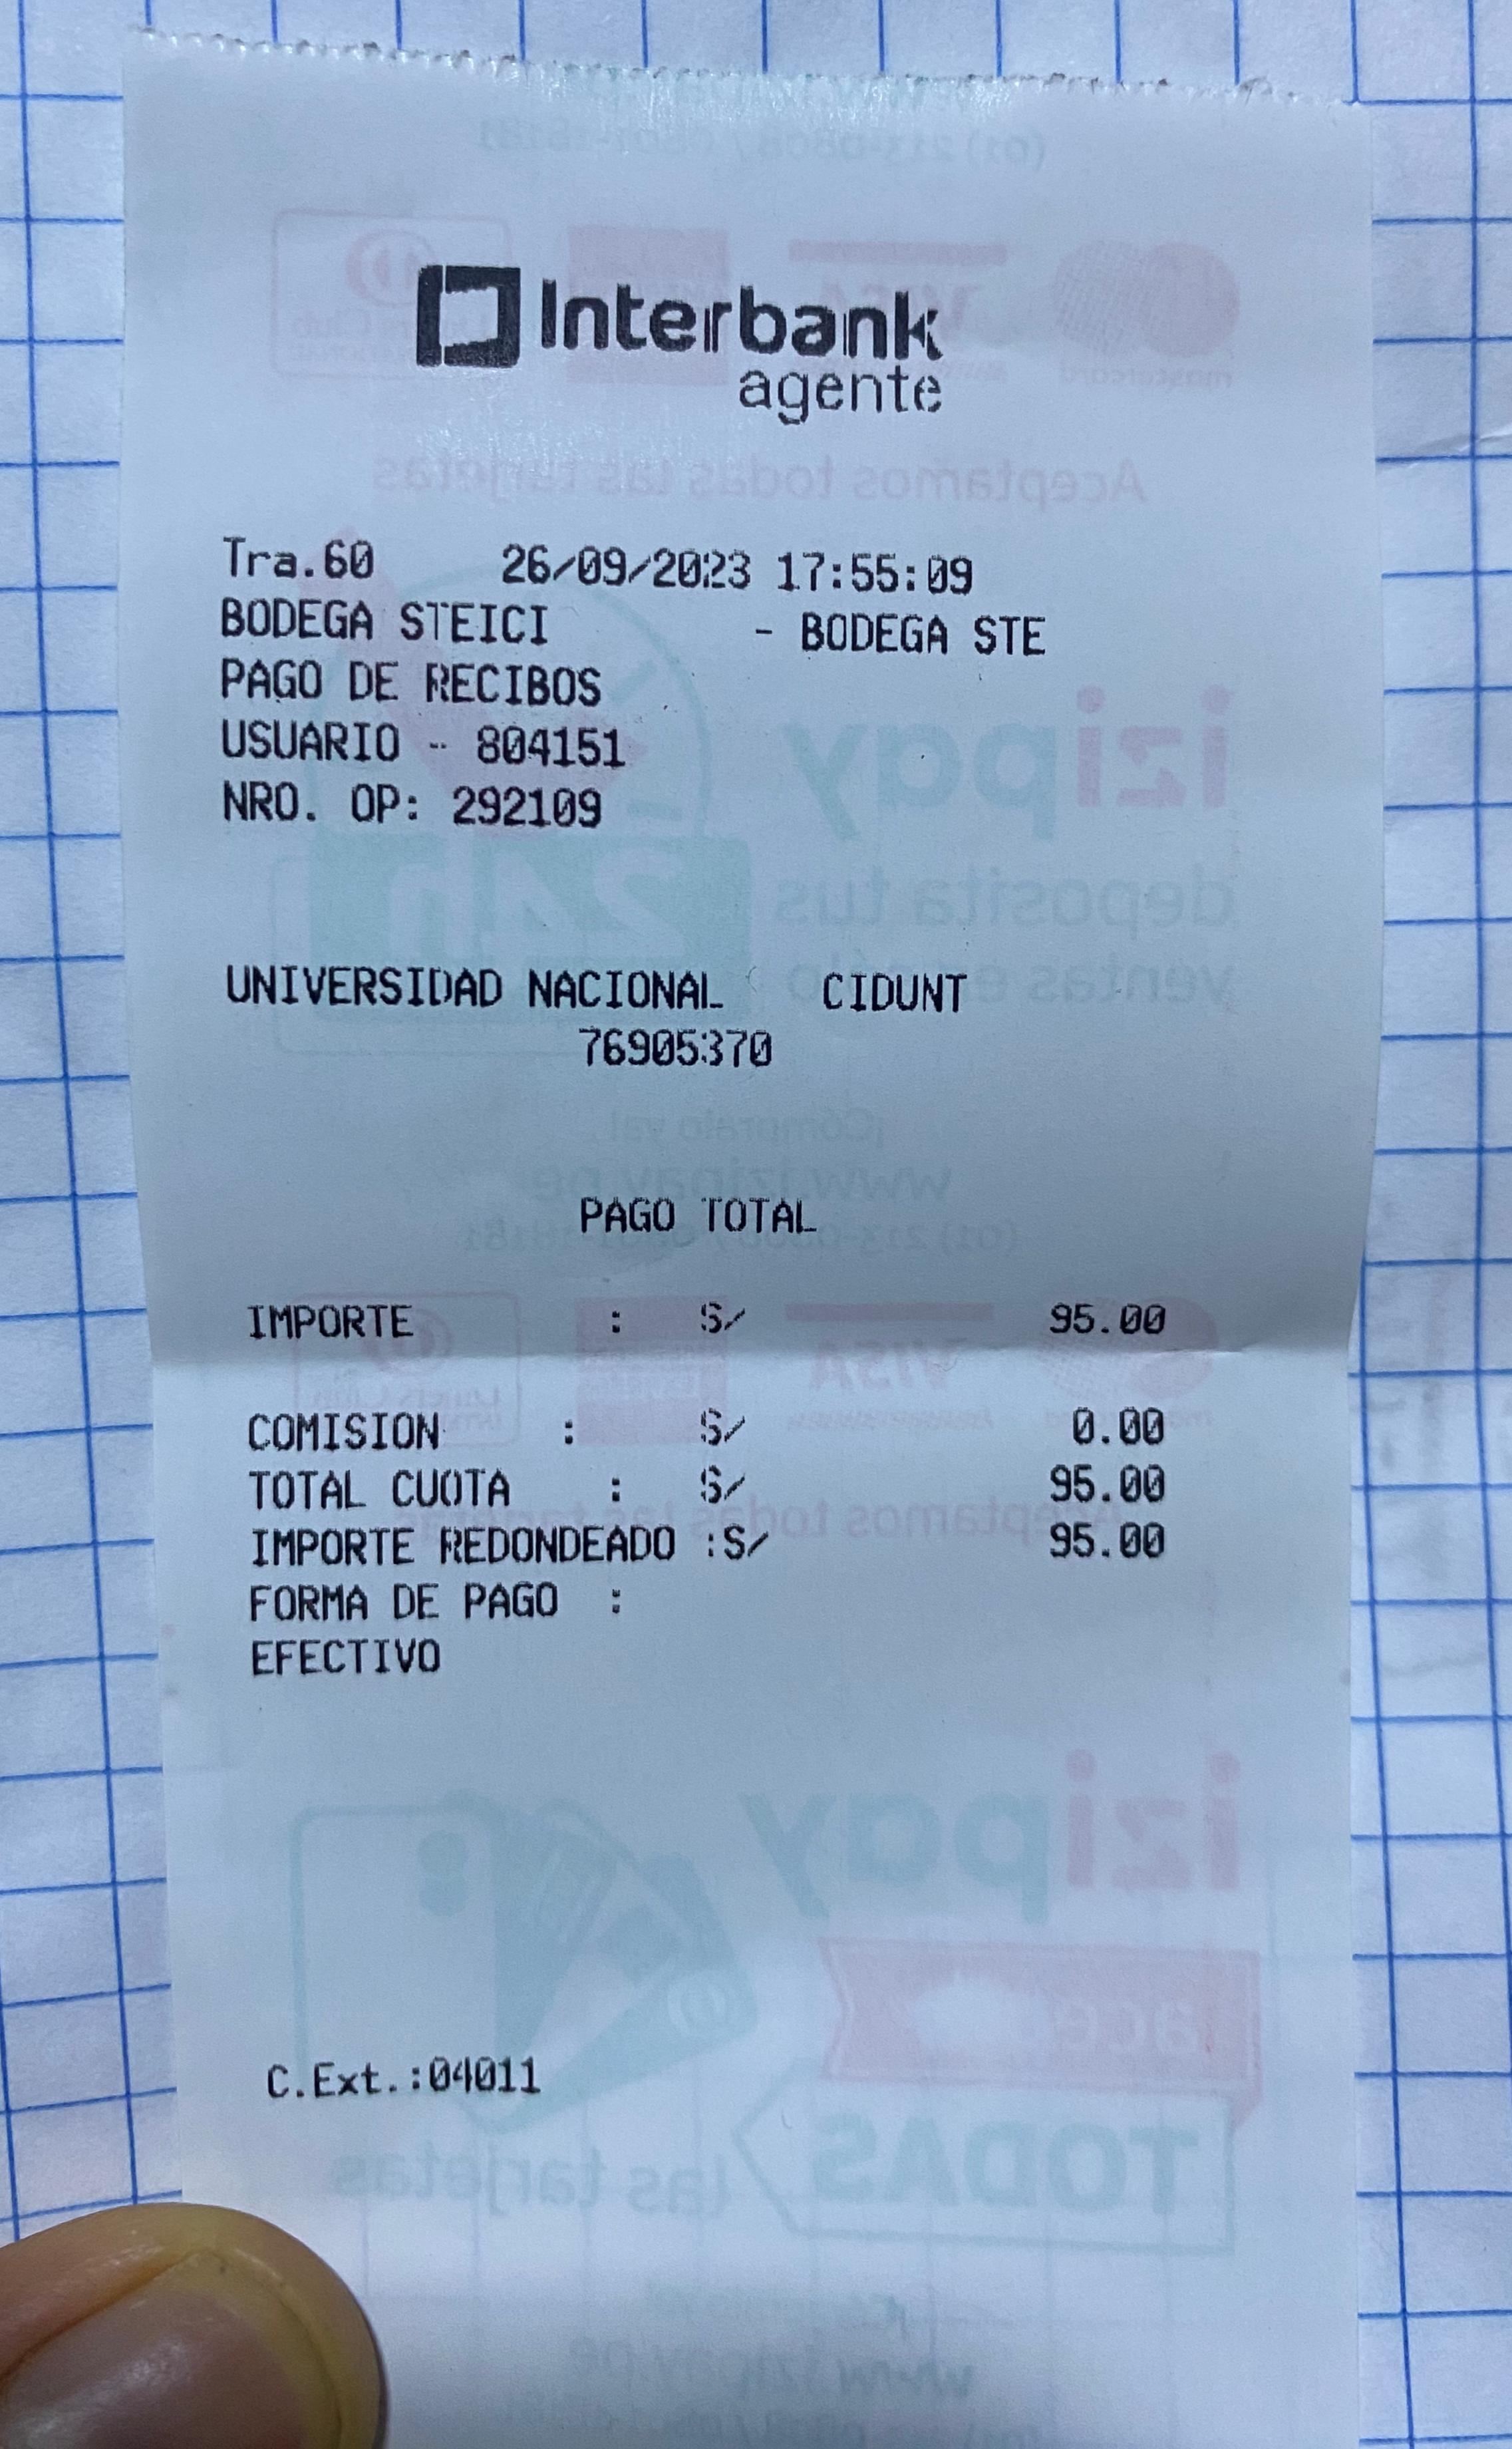 Interbank
agente
Tra.60 26/09/2023 17:55:09
BODEGA STEICI - BODEGA STE
PAGO DE RECIBOS
USUARIO - 804151
NRO. OP: 292109
UNIVERSIDAD NACIONAL CIDUNT
76905370
PAGO TOTAL
IMPORTE : S/ 95.00
COMISION : S/ 0.00
TOTAL CUOTA : S/ 95.00
IMPORTE REDONDEADO :S/ 95.00
FORMA DE PAGO :
EFECTIVO
C.Ext.:04011